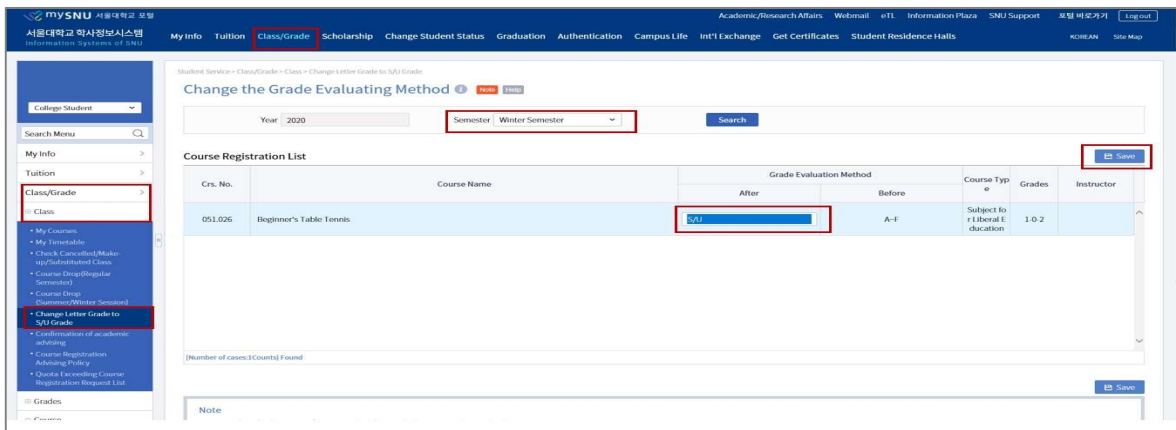 mySNU 서울대학교 포털
Academic/Research Affairs Webmail eTL Information Plaza SNU Support 포털 바로가기 Log out
서울대학교 학사정보시스템
Information Systems of SNU
My Info Tuition Class/Grade Scholarship Change Student Status Graduation Authentication Campus Life Int'l Exchange Get Certificates Student Residence Halls
KOREAN Site Map
Student Service > Class/Grade > Class > Change Letter Grade to S/U Grade
Change the Grade Evaluating Method Note Help
College Student
Year 2020 Semester Winter Semester Search
Search Menu
My Info
Tuition
Class/Grade
Class
• My Courses
• My Timetable
• Check Cancelled/Make-
up/Substituted Class
• Course Drop(Regular
Semester)
• Course Drop
(Summer/Winter Session)
• Change Letter Grade to
S/U Grade
• Confirmation of academic
advising
• Course Registration
Advising Policy
• Quota Exceeding Course
Registration Request List
Grades
Course Registration List
Save
Crs. No. Course Name Grade Evaluation Method Course Typ
e Grades Instructor
After Before
051.026 Beginner's Table Tennis S/U A~F Subject fo
r Liberal E
ducation 1-0-2
[Number of cases:1Counts] Found
Save
Note